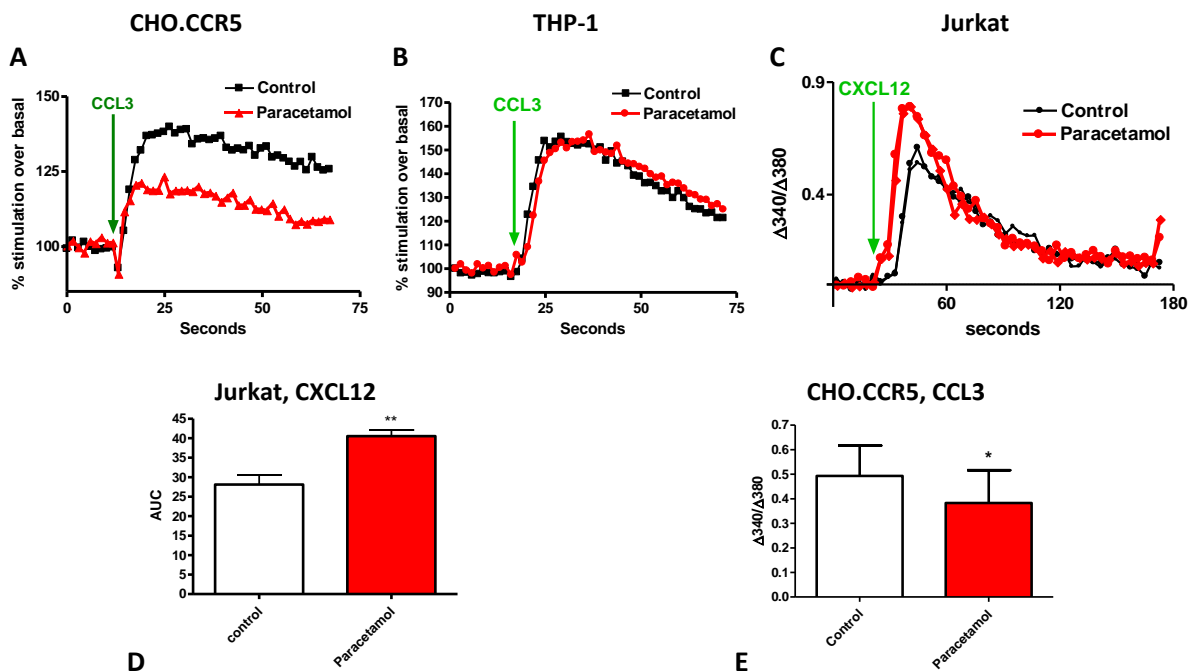 CHO.CCR5
THP-1
Jurkat
A
B
C
CCL3
Control
Paracetamol
% stimulation over basal
150
125
100
0
25
50
75
Seconds
CCL3
Control
Paracetamol
% stimulation over basal
170
160
150
140
130
120
110
100
90
0
25
50
75
Seconds
CXCL12
Control
Paracetamol
Δ340/Δ380
0.9
0.4
60
120
180
seconds
Jurkat, CXCL12
CHO.CCR5, CCL3
AUC
45
40
35
30
25
20
15
10
5
0
**
control
Paracetamol
Δ340/Δ380
0.7
0.6
0.5
0.4
0.3
0.2
0.1
0.0
*
Control
Paracetamol
D
E